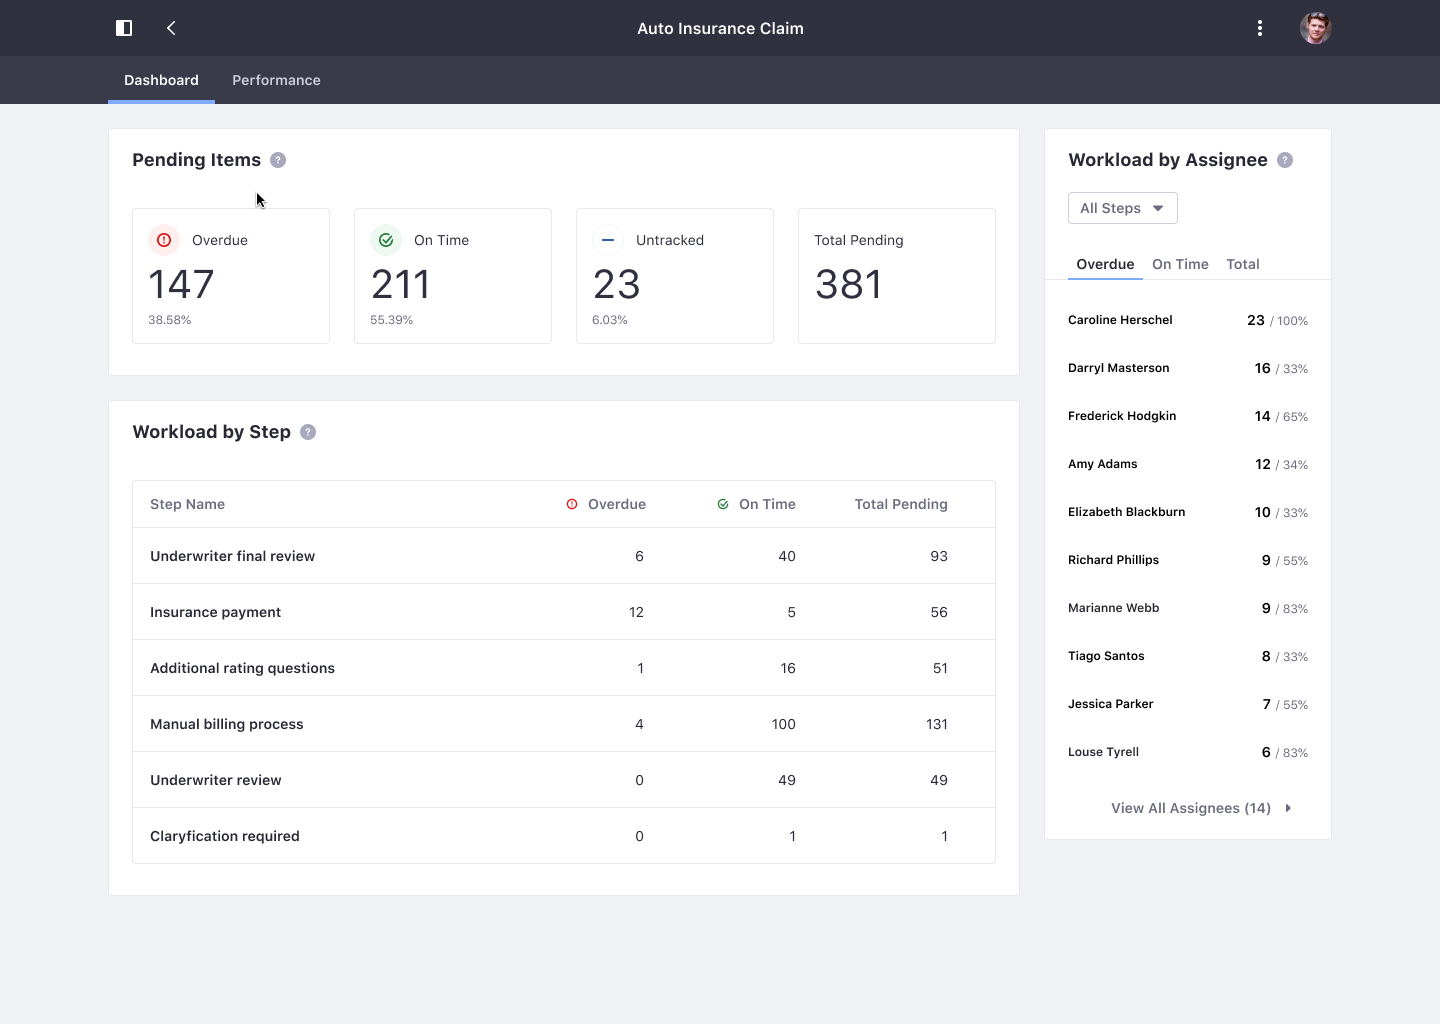 Auto Insurance Claim
Dashboard Performance
Pending Items ?
Overdue
147
38.58%
On Time
211
55.39%
Untracked
23
6.03%
Total Pending
381
Workload by Step ?
Step Name Overdue On Time Total Pending
Underwriter final review 6 40 93
Insurance payment 12 5 56
Additional rating questions 1 16 51
Manual billing process 4 100 131
Underwriter review 0 49 49
Claryfication required 0 1 1
Workload by Assignee ?
All Steps
Overdue On Time Total
Caroline Herschel 23 / 100%
Darryl Masterson 16 / 33%
Frederick Hodgkin 14 / 65%
Amy Adams 12 / 34%
Elizabeth Blackburn 10 / 33%
Richard Phillips 9 / 55%
Marianne Webb 9 / 83%
Tiago Santos 8 / 33%
Jessica Parker 7 / 55%
Louse Tyrell 6 / 83%
View All Assignees (14)